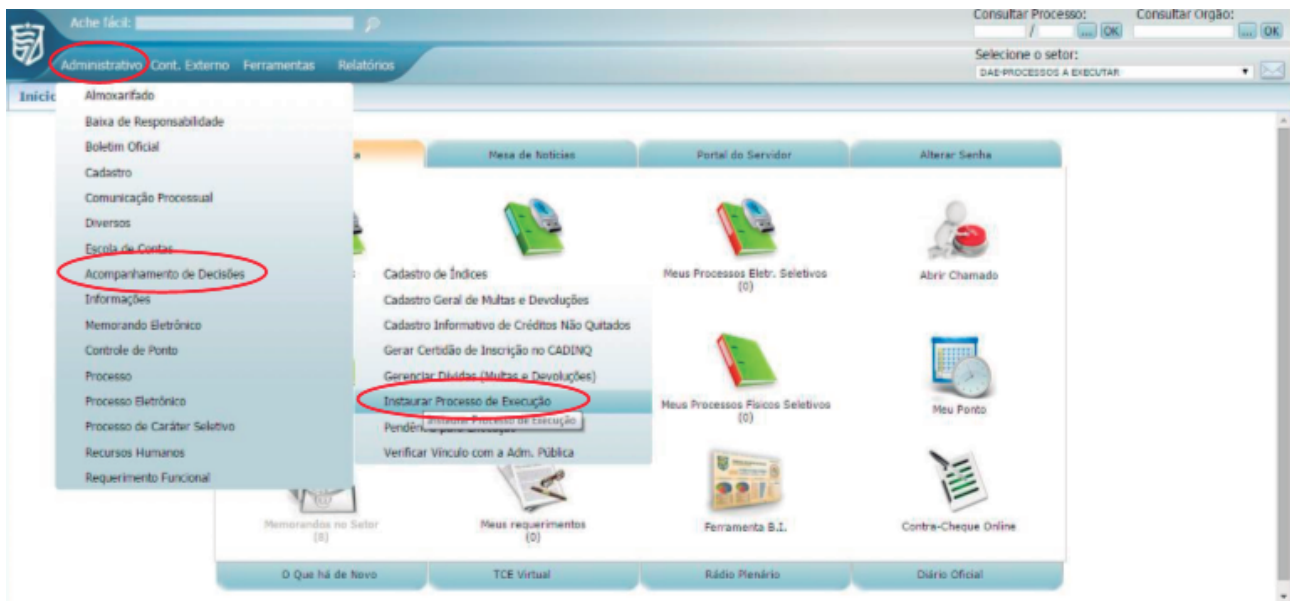 Ache fácil:
Consultar Processo:
Consultar Orgão:
/
... OK
... OK
Administrativo
Cont. Externo
Ferramentas
Relatórios
Selecione o setor:
DAE-PROCESSOS A EXECUTAR
Início
Almoxarifado
Baixa de Responsabilidade
Boletim Oficial
Cadastro
Comunicação Processual
Diversos
Escola de Contas
Acompanhamento de Decisões
Informações
Memorando Eletrônico
Controle de Ponto
Processo
Processo Eletrônico
Processo de Caráter Seletivo
Recursos Humanos
Requerimento Funcional
Cadastro de Índices
Cadastro Geral de Multas e Devoluções
Cadastro Informativo de Créditos Não Quitados
Gerar Certidão de Inscrição no CADINQ
Gerenciar Dívidas (Multas e Devoluções)
Instaurar Processo de Execução
Instaurar Processo de Execução
Verificar Vínculo com a Adm. Pública
Mesa de Notícias
Portal do Servidor
Alterar Senha
Meus Processos Eletr. Seletivos
(0)
Abrir Chamado
Meus Processos Físicos Seletivos
(0)
Meu Ponto
Memorandos no Setor
(8)
Meus requerimentos
(0)
Ferramenta B.I.
Contra-Cheque Online
O Que há de Novo
TCE Virtual
Rádio Plenário
Diário Oficial